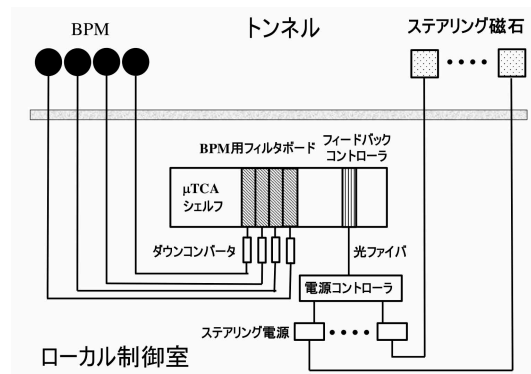 BPM
トンネル
ステアリング磁石
BPM用フィルタボード
フィードバック
コントローラ
μTCA
シェルフ
ダウンコンバータ
光ファイバ
電源コントローラ
ステアリング電源
ローカル制御室